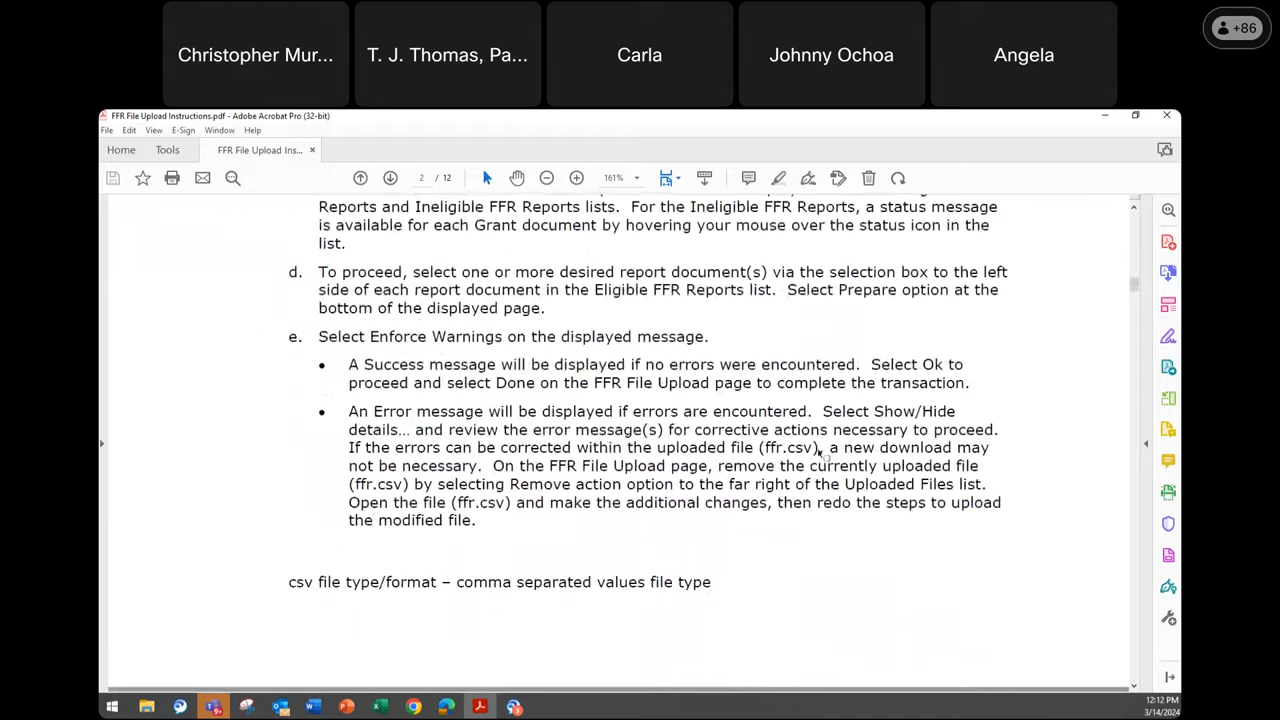 Christopher Mur...
T. J. Thomas, Pa...
Carla
Johnny Ochoa
Angela
+86
FFR File Upload Instructions.pdf - Adobe Acrobat Pro (32-bit)
File Edit View E-Sign Window Help
Home Tools FFR File Upload Ins... ×
2 / 12 161%
Reports and Ineligible FFR Reports lists. For the Ineligible FFR Reports, a status message
is available for each Grant document by hovering your mouse over the status icon in the
list.
d. To proceed, select one or more desired report document(s) via the selection box to the left
side of each report document in the Eligible FFR Reports list. Select Prepare option at the
bottom of the displayed page.
e. Select Enforce Warnings on the displayed message.
• A Success message will be displayed if no errors were encountered. Select Ok to
proceed and select Done on the FFR File Upload page to complete the transaction.
• An Error message will be displayed if errors are encountered. Select Show/Hide
details... and review the error message(s) for corrective actions necessary to proceed.
If the errors can be corrected within the uploaded file (ffr.csv), a new download may
not be necessary. On the FFR File Upload page, remove the currently uploaded file
(ffr.csv) by selecting Remove action option to the far right of the Uploaded Files list.
Open the file (ffr.csv) and make the additional changes, then redo the steps to upload
the modified file.
csv file type/format – comma separated values file type
12:12 PM
3/14/2024